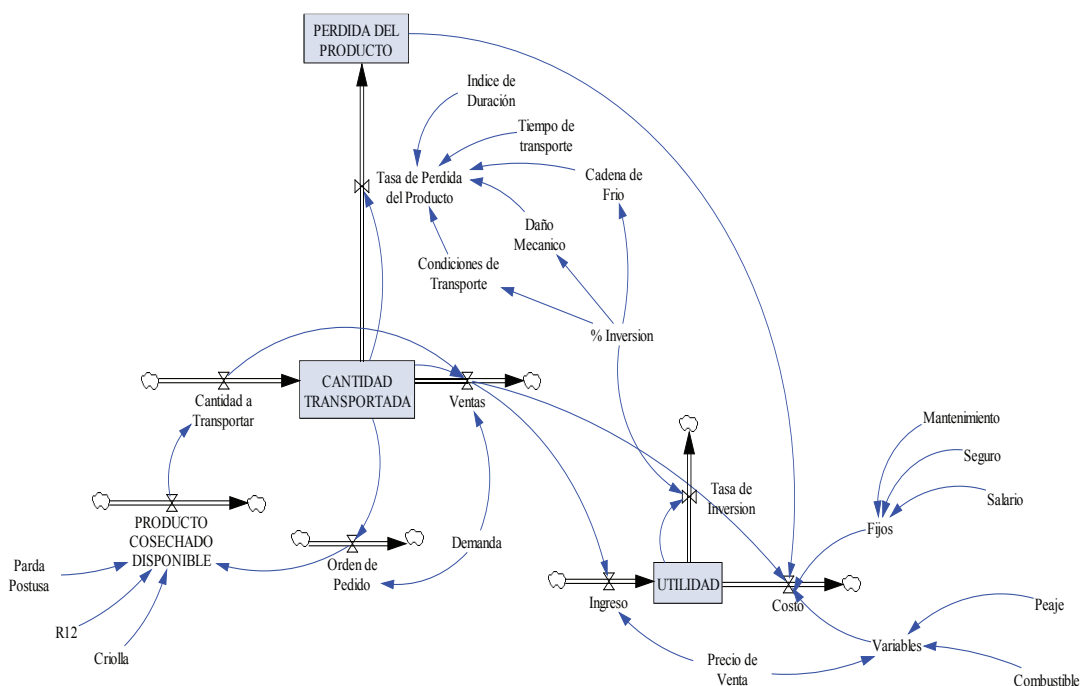 PERDIDA DEL
PRODUCTO
Indice de
Duración
Tiempo de
transporte
Tasa de Perdida
del Producto
Cadena de
Frio
Daño
Mecanico
Condiciones de
Transporte
% Inversion
CANTIDAD
TRANSPORTADA
Cantidad a
Transportar
Ventas
Mantenimiento
Seguro
Salario
Fijos
Tasa de
Inversion
PRODUCTO
COSECHADO
DISPONIBLE
Orden de
Pedido
Demanda
Parda
Postusa
R12
Criolla
Ingreso
UTILIDAD
Costo
Peaje
Variables
Precio de
Venta
Combustible